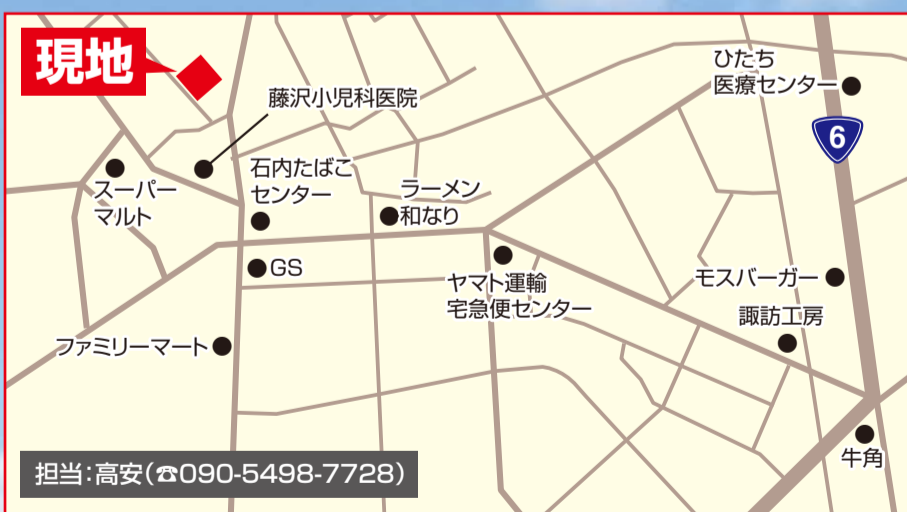 現地
ひたち
医療センター
藤沢小児科医院
6
石内たばこ
センター
スーパー
マルト
ラーメン
和なり
GS
ヤマト運輸
宅急便センター
モスバーガー
諏訪工房
ファミリーマート
牛角
担当:高安(☎090-5498-7728)